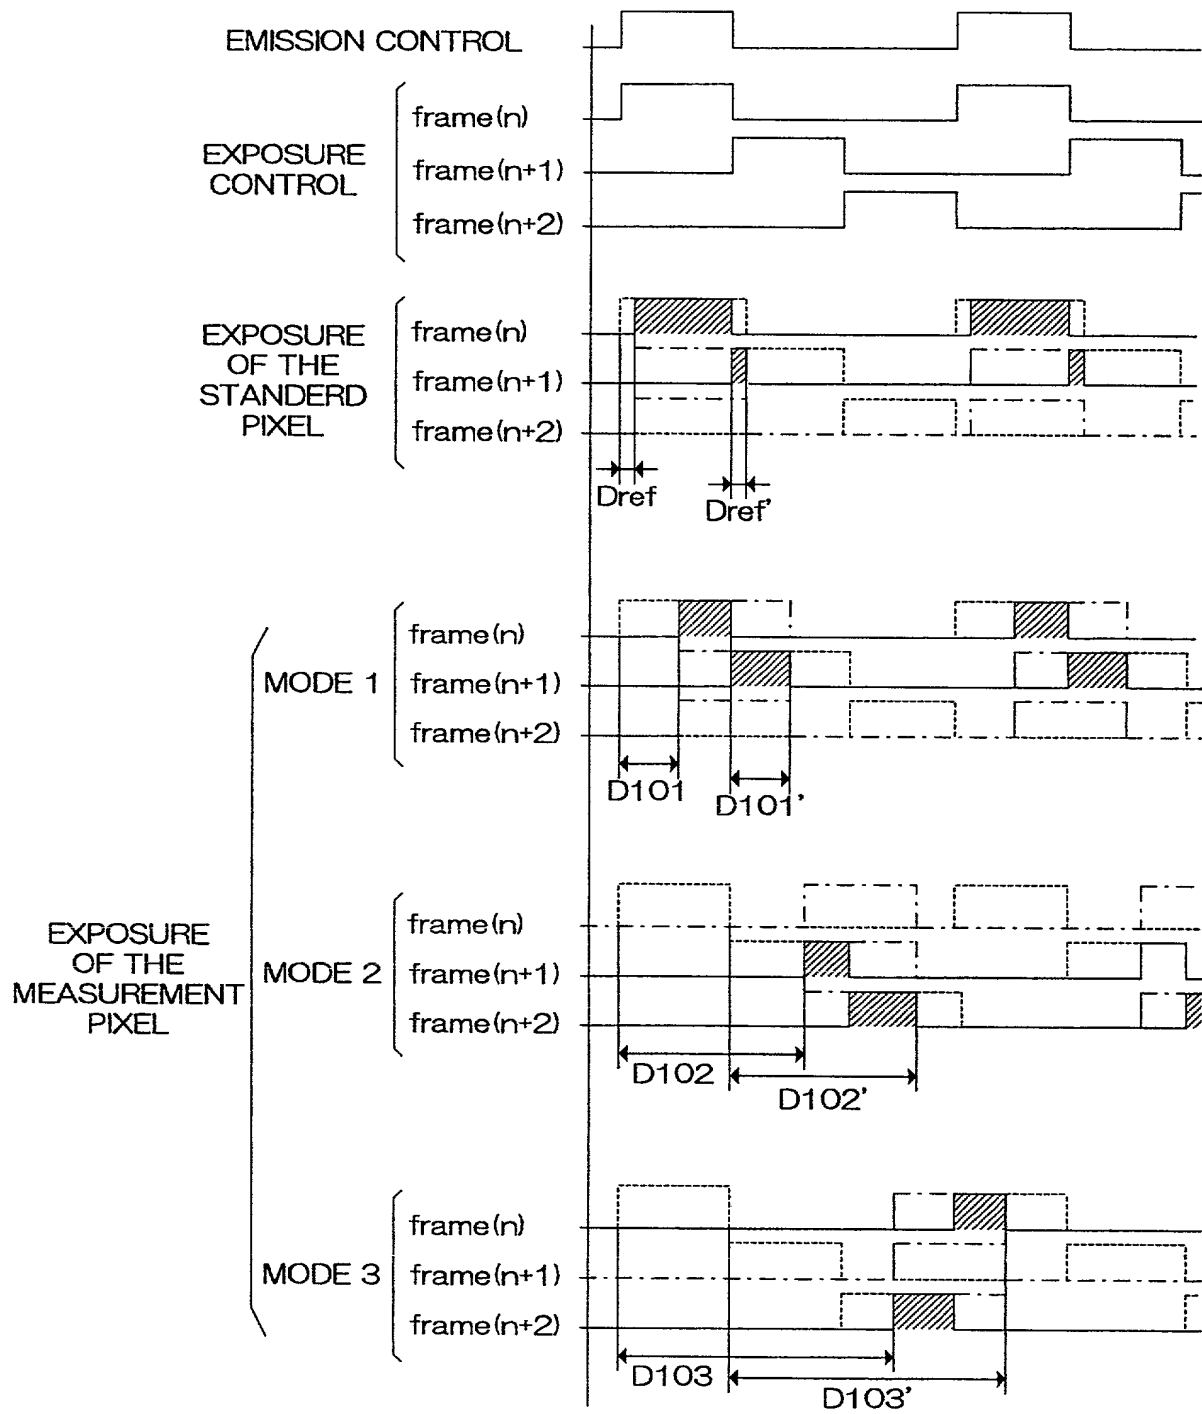 EMISSION CONTROL
EXPOSURE
CONTROL
frame(n)
frame(n+1)
frame(n+2)
EXPOSURE
OF THE
STANDERD
PIXEL
frame(n)
frame(n+1)
frame(n+2)
Dref
Dref'
EXPOSURE
OF THE
MEASUREMENT
PIXEL
MODE 1
frame(n)
frame(n+1)
frame(n+2)
D101
D101'
MODE 2
frame(n)
frame(n+1)
frame(n+2)
D102
D102'
MODE 3
frame(n)
frame(n+1)
frame(n+2)
D103
D103'